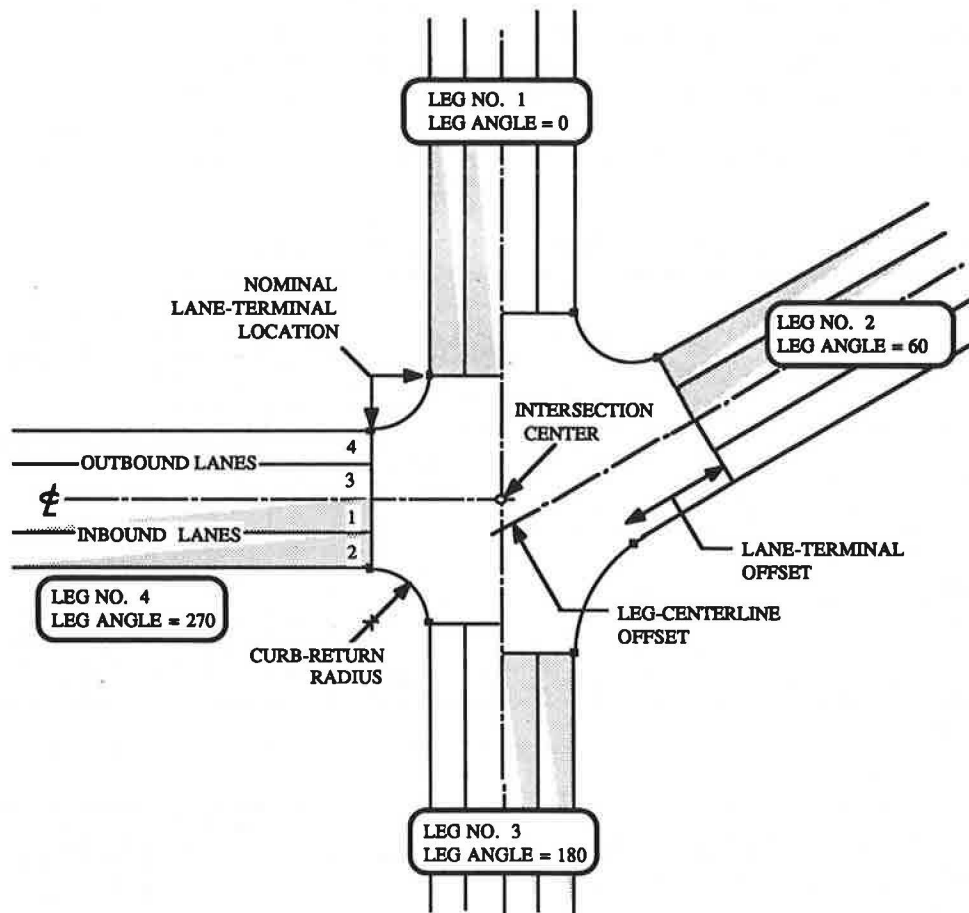 LEG NO. 1
LEG ANGLE = 0
NOMINAL
LANE-TERMINAL
LOCATION
LEG NO. 2
LEG ANGLE = 60
INTERSECTION
CENTER
4
OUTBOUND LANES
3
℄
1
INBOUND LANES
2
LANE-TERMINAL
OFFSET
LEG NO. 4
LEG ANGLE = 270
LEG-CENTERLINE
OFFSET
CURB-RETURN
RADIUS
LEG NO. 3
LEG ANGLE = 180